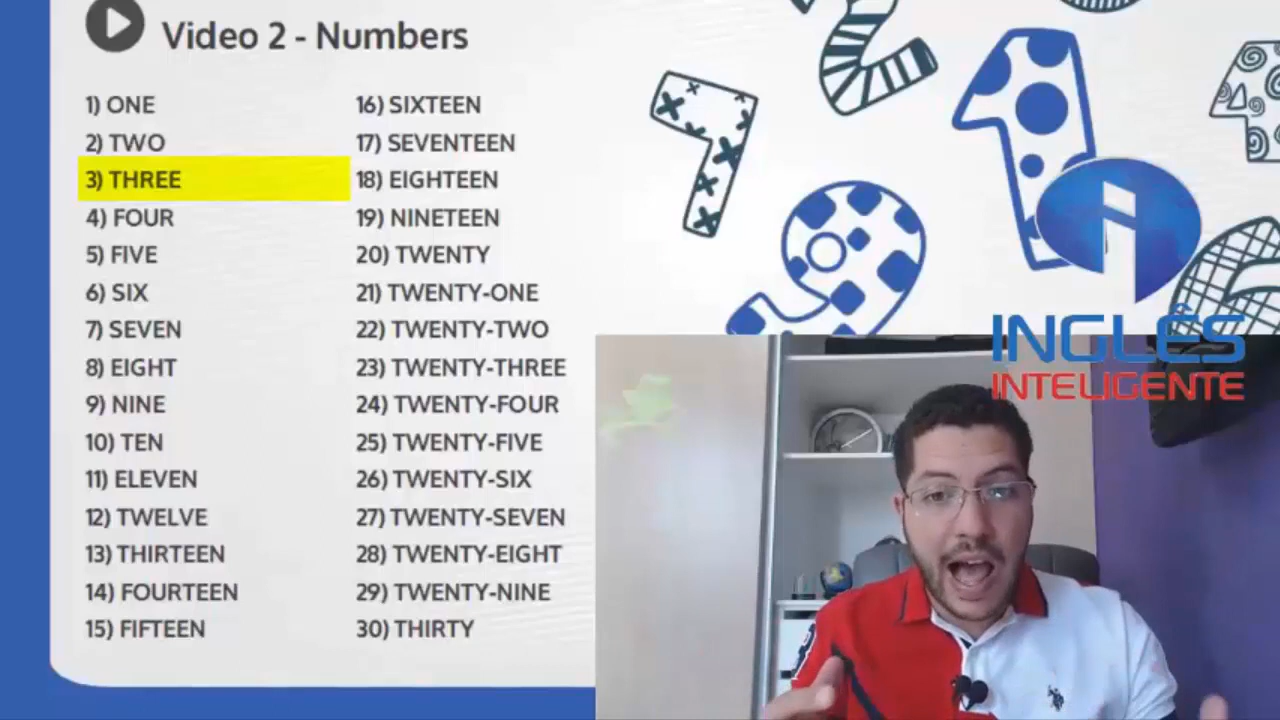 Video 2 - Numbers
1) ONE
2) TWO
3) THREE
4) FOUR
5) FIVE
6) SIX
7) SEVEN
8) EIGHT
9) NINE
10) TEN
11) ELEVEN
12) TWELVE
13) THIRTEEN
14) FOURTEEN
15) FIFTEEN
16) SIXTEEN
17) SEVENTEEN
18) EIGHTEEN
19) NINETEEN
20) TWENTY
21) TWENTY-ONE
22) TWENTY-TWO
23) TWENTY-THREE
24) TWENTY-FOUR
25) TWENTY-FIVE
26) TWENTY-SIX
27) TWENTY-SEVEN
28) TWENTY-EIGHT
29) TWENTY-NINE
30) THIRTY
INGLÊS
INTELIGENTE